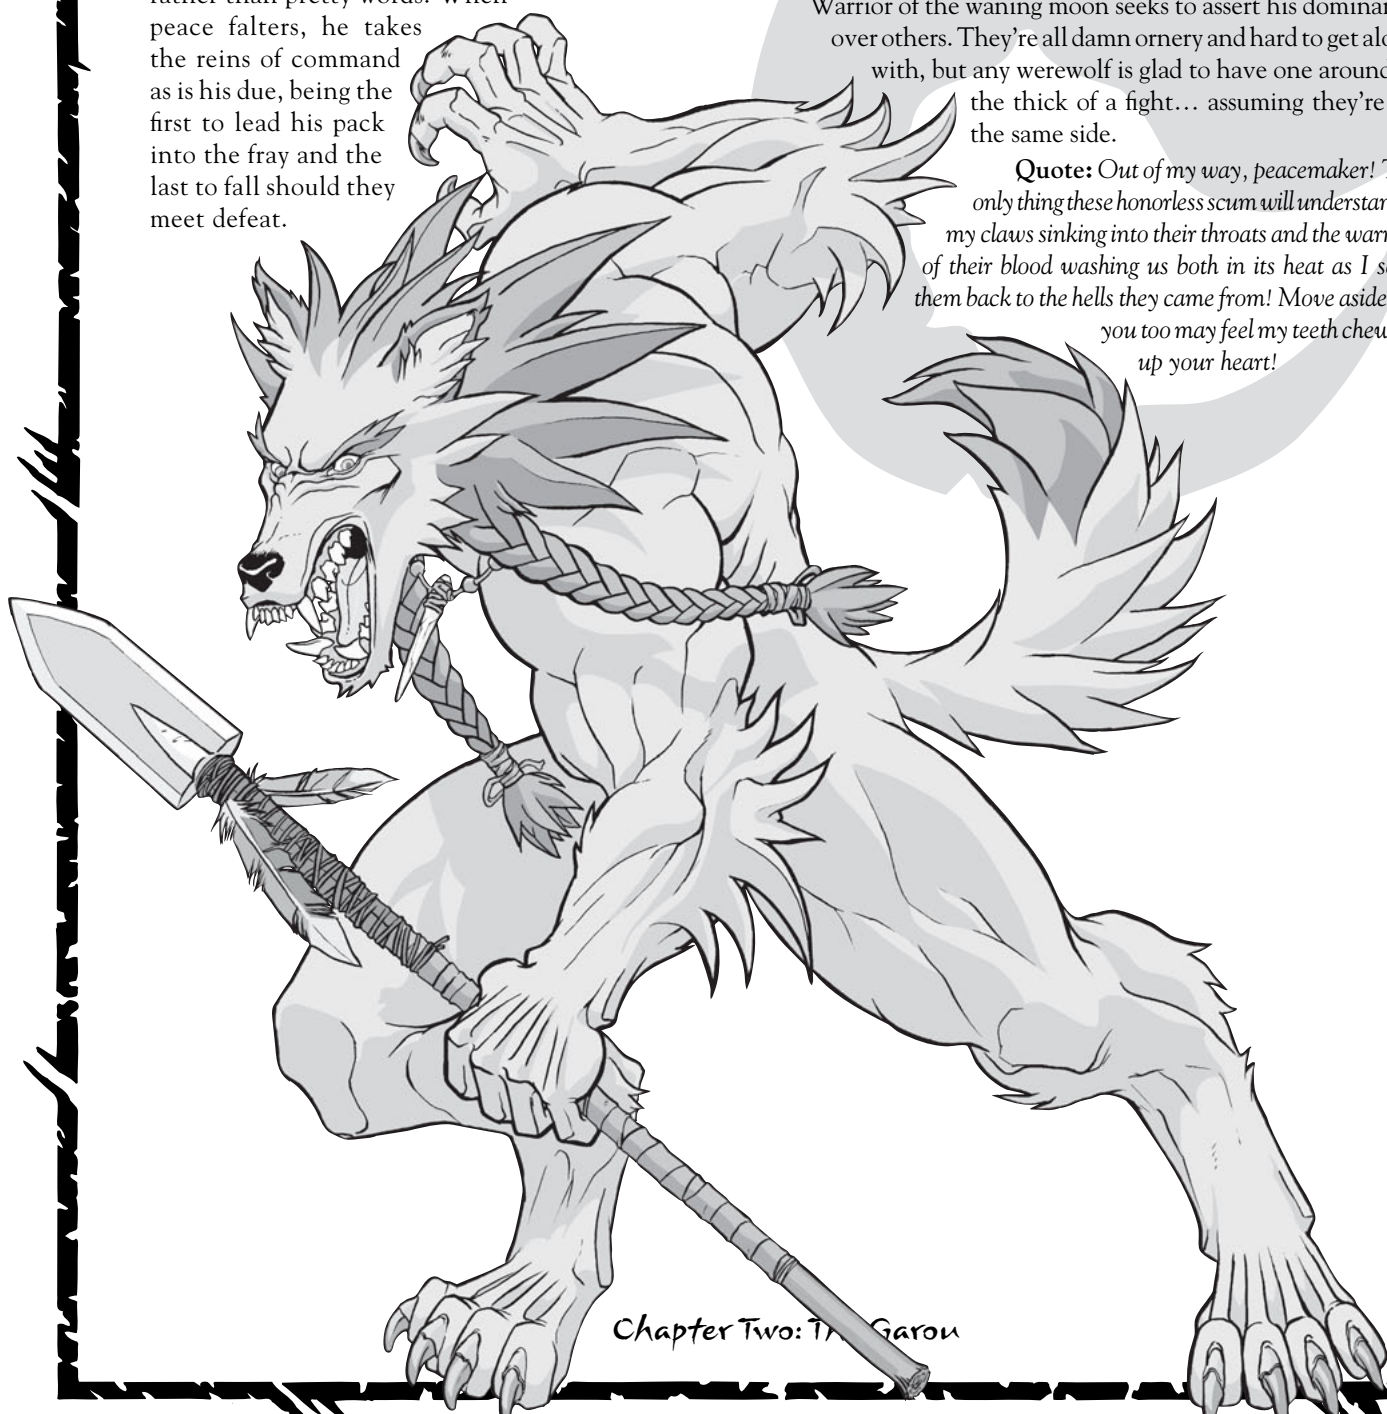 rather than pretty words. When
peace falters, he takes
the reins of command
as is his due, being the
first to lead his pack
into the fray and the
last to fall should they
meet defeat.
Warrior of the waning moon seeks to assert his
over others. They're all damn ornery and hard to get
with, but any werewolf is glad to have one around
the thick of a fight… assuming they're
the same side.
Quote: Out of my way, peacemaker!
only thing these honorless scum will
my claws sinking into their throats and the
of their blood washing us both in its heat as I
them back to the hells they came from! Move aside
you too may feel my teeth
up your heart!
Chapter Two: Garou